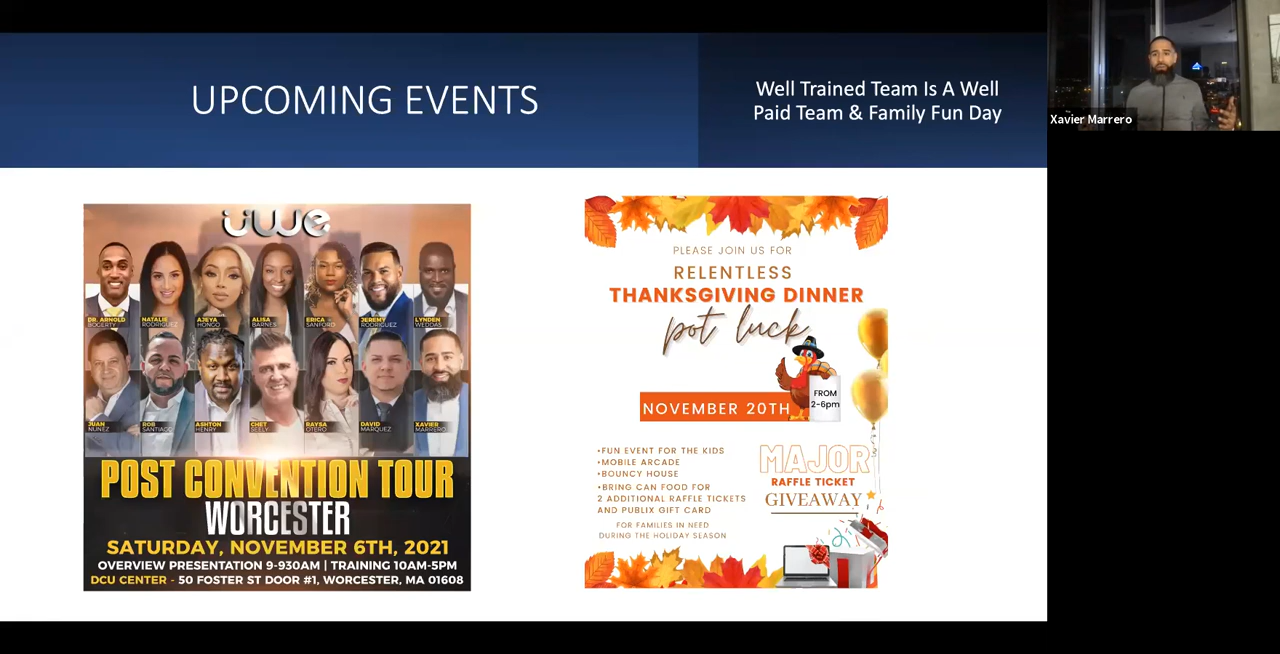 UPCOMING EVENTS
Well Trained Team Is A Well
Paid Team & Family Fun Day
Xavier Marrero
uwe
DR. ARNOLD
BOGERTY
NATALIE
RODRIGUEZ
AJEYA
HONGO
ALISA
BARNES
ERICA
SANFORD
JEREMY
RODRIGUEZ
LYNDEN
WEDDAS
JUAN
NUNEZ
ROB
SANTIAGO
ASHTON
HENRY
CHET
SEELY
RAYSA
OTERO
DAVID
MARQUEZ
XAVIER
MARRERO
POST CONVENTION TOUR
WORCESTER
SATURDAY, NOVEMBER 6TH, 2021
OVERVIEW PRESENTATION 9-930AM | TRAINING 10AM-5PM
DCU CENTER - 50 FOSTER ST DOOR #1, WORCESTER, MA 01608
PLEASE JOIN US FOR
RELENTLESS
THANKSGIVING DINNER
pot luck
NOVEMBER 20TH
FROM
2-6pm
•FUN EVENT FOR THE KIDS
•MOBILE ARCADE
•BOUNCY HOUSE
•BRING CAN FOOD FOR
2 ADDITIONAL RAFFLE TICKETS
AND PUBLIX GIFT CARD
FOR FAMILIES IN NEED
DURING THE HOLIDAY SEASON
MAJOR
RAFFLE TICKET
GIVEAWAY